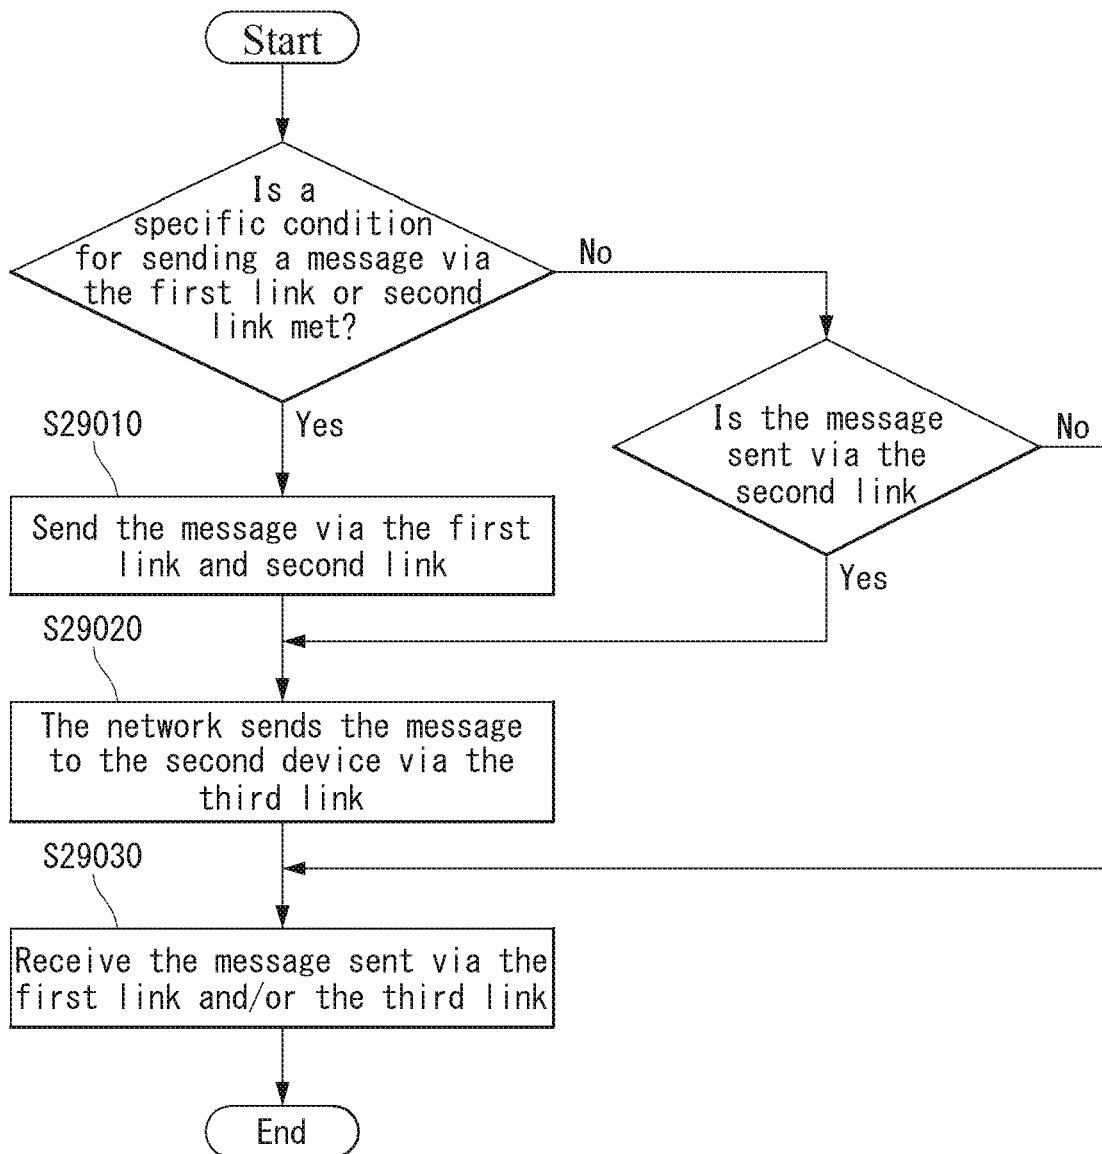 Start
Is a
specific condition
for sending a message via
the first link or second
link met?
No
Is the message
sent via the
second link
No
Yes
S29010
Yes
Send the message via the first
link and second link
S29020
The network sends the message
to the second device via the
third link
S29030
Receive the message sent via the
first link and/or the third link
End